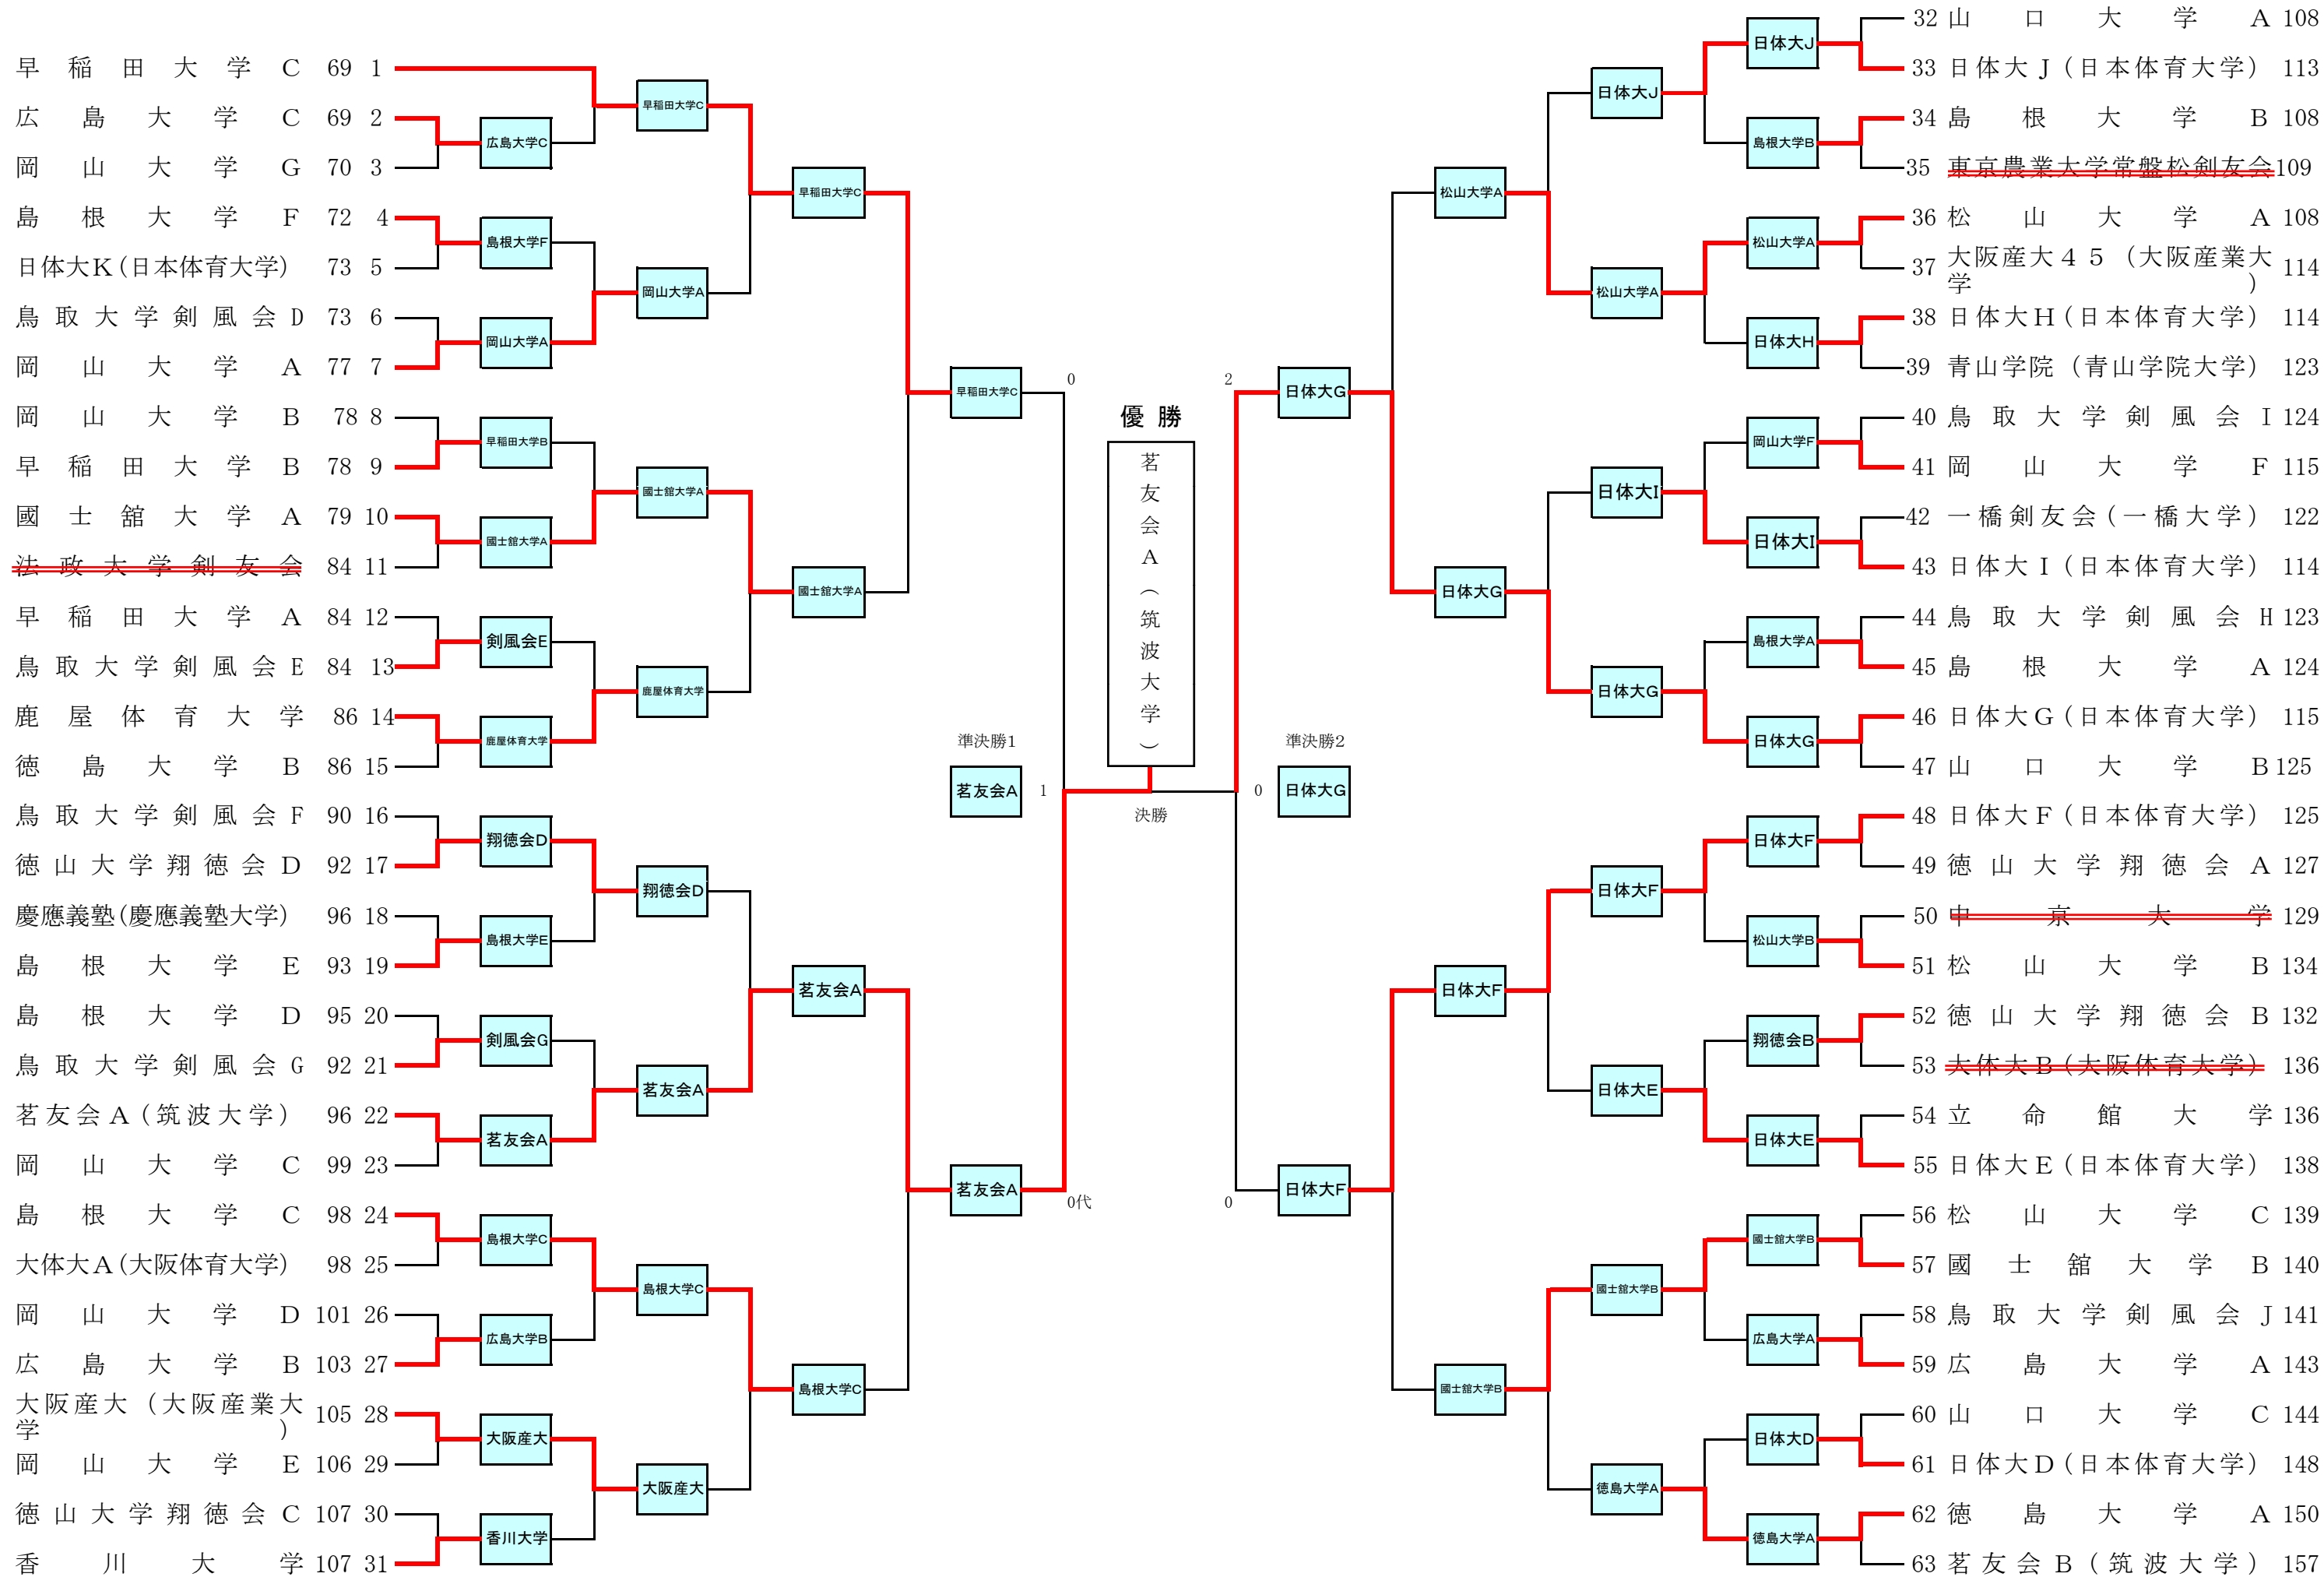 早稲田大学C 69 1
広島大学C 69 2
岡山大学G 70 3
島根大学F 72 4
日体大K(日本体育大学) 73 5
鳥取大学剣風会D 73 6
岡山大学A 77 7
岡山大学B 78 8
早稲田大学B 78 9
國士舘大学A 79 10
法政大学剣友会 84 11
早稲田大学A 84 12
鳥取大学剣風会E 84 13
鹿屋体育大学 86 14
徳島大学B 86 15
鳥取大学剣風会F 90 16
徳山大学翔徳会D 92 17
慶應義塾(慶應義塾大学) 96 18
島根大学E 93 19
島根大学D 95 20
鳥取大学剣風会G 92 21
茗友会A(筑波大学) 96 22
岡山大学C 99 23
島根大学C 98 24
大体大A(大阪体育大学) 98 25
岡山大学D 101 26
広島大学B 103 27
大阪産大(大阪産業大
学) 105 28
岡山大学E 106 29
徳山大学翔徳会C 107 30
香川大学 107 31
広島大学C
島根大学F
岡山大学A
早稲田大学B
國士舘大学A
剣風会E
鹿屋体育大学
翔徳会D
島根大学E
剣風会G
茗友会A
島根大学C
広島大学B
大阪産大
香川大学
早稲田大学C
岡山大学A
國士舘大学A
鹿屋体育大学
翔徳会D
茗友会A
島根大学C
大阪産大
早稲田大学C
國士舘大学A
茗友会A
島根大学C
早稲田大学C
0
準決勝1
茗友会A
1
茗友会A
0代
優勝
茗友会A(筑波大学)
決勝
2
日体大G
準決勝2
0
日体大G
0
日体大F
松山大学A
日体大G
日体大F
國士舘大学B
日体大J
松山大学A
日体大I
日体大G
日体大F
日体大E
國士舘大学B
徳島大学A
日体大J
島根大学B
松山大学A
日体大H
岡山大学F
日体大I
島根大学A
日体大G
日体大F
松山大学B
翔徳会B
日体大E
國士舘大学B
広島大学A
日体大D
徳島大学A
32 山口大学A 108
33 日体大J(日本体育大学) 113
34 島根大学B 108
35 東京農業大学常盤松剣友会 109
36 松山大学A 108
37 大阪産大45(大阪産業大
学) 114
38 日体大H(日本体育大学) 114
39 青山学院(青山学院大学) 123
40 鳥取大学剣風会I 124
41 岡山大学F 115
42 一橋剣友会(一橋大学) 122
43 日体大I(日本体育大学) 114
44 鳥取大学剣風会H 123
45 島根大学A 124
46 日体大G(日本体育大学) 115
47 山口大学B 125
48 日体大F(日本体育大学) 125
49 徳山大学翔徳会A 127
50 中京大学 129
51 松山大学B 134
52 徳山大学翔徳会B 132
53 大体大B(大阪体育大学) 136
54 立命館大学 136
55 日体大E(日本体育大学) 138
56 松山大学C 139
57 國士舘大学B 140
58 鳥取大学剣風会J 141
59 広島大学A 143
60 山口大学C 144
61 日体大D(日本体育大学) 148
62 徳島大学A 150
63 茗友会B(筑波大学) 157